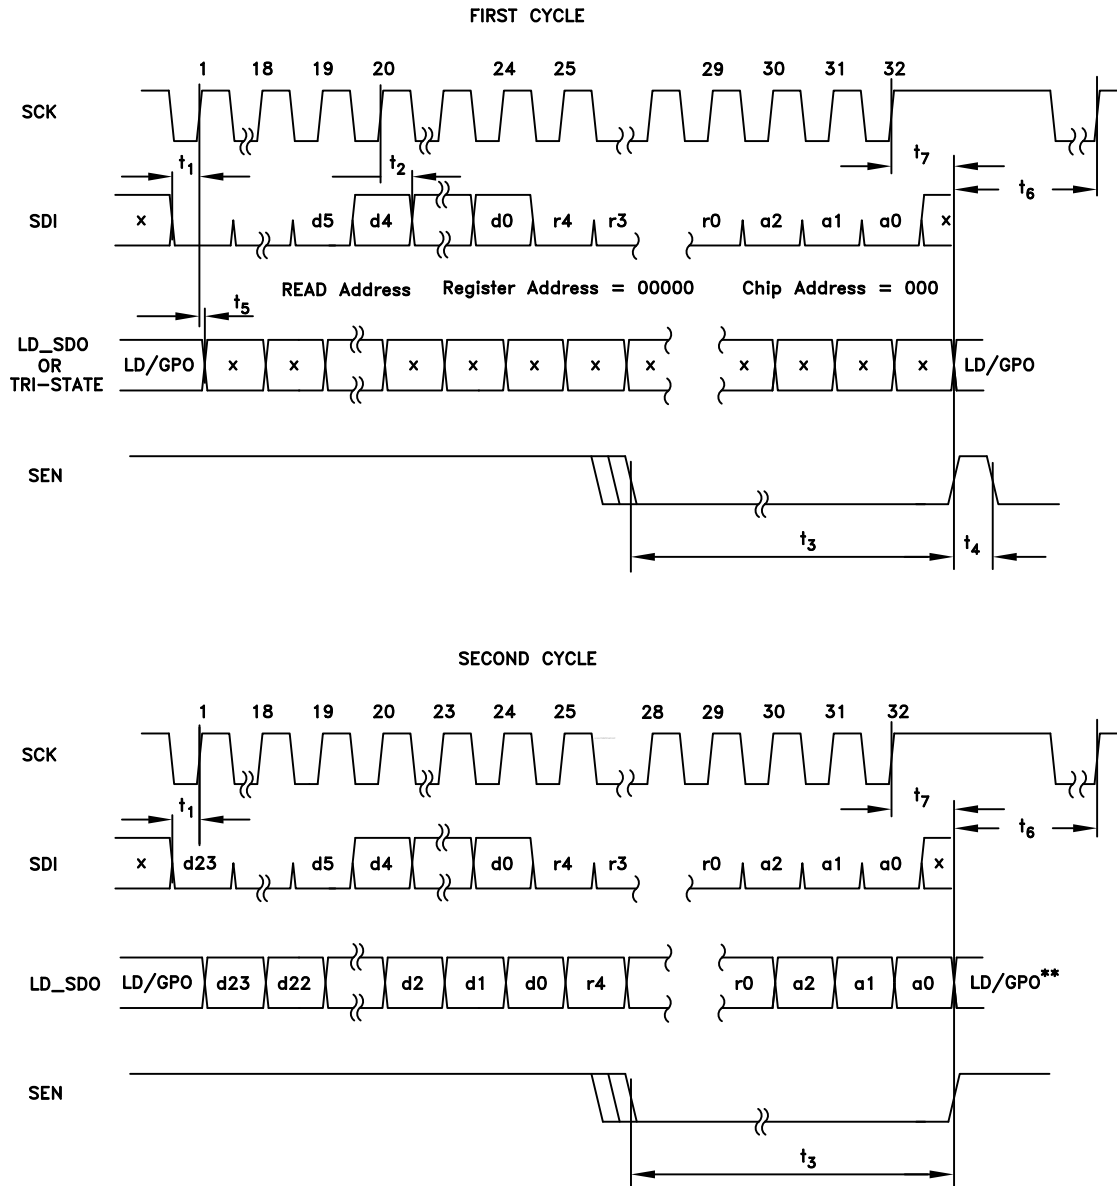 FIRST CYCLE
1 18 19 20 24 25 29 30 31 32
SCK
t1 t2 t7
t6
SDI x d5 d4 d0 r4 r3 r0 a2 a1 a0 x
READ Address Register Address = 00000 Chip Address = 000
t5
LD_SDO
OR
TRI-STATE
LD/GPO x x x x x x x x x x x LD/GPO
SEN
t3 t4
SECOND CYCLE
1 18 19 20 23 24 25 28 29 30 31 32
SCK
t1 t7
t6
SDI x d23 d5 d4 d0 r4 r3 r0 a2 a1 a0 x
LD_SDO LD/GPO d23 d22 d2 d1 d0 r4 r0 a2 a1 a0 LD/GPO**
SEN
t3